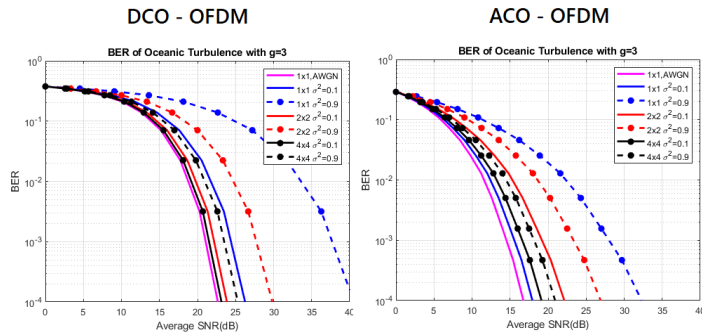 DCO - OFDM
BER of Oceanic Turbulence with g=3
10^0
10^-1
10^-2
10^-3
10^-4
BER
0
5
10
15
20
25
30
35
40
Average SNR(dB)
1x1,AWGN
1x1 σ^2=0.1
1x1 σ^2=0.9
2x2 σ^2=0.1
2x2 σ^2=0.9
4x4 σ^2=0.1
4x4 σ^2=0.9
ACO - OFDM
BER of Oceanic Turbulence with g=3
10^0
10^-1
10^-2
10^-3
10^-4
BER
0
5
10
15
20
25
30
35
40
Average SNR(dB)
1x1,AWGN
1x1 σ^2=0.1
1x1 σ^2=0.9
2x2 σ^2=0.1
2x2 σ^2=0.9
4x4 σ^2=0.1
4x4 σ^2=0.9